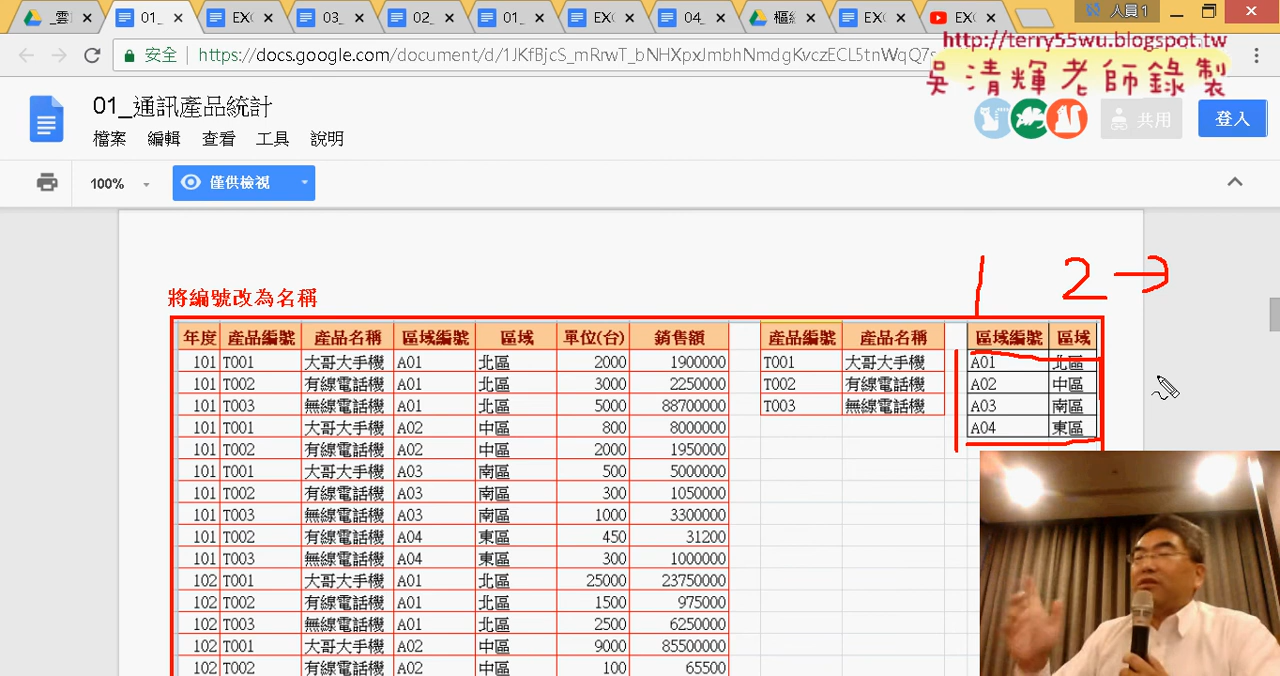 _雲 01_ EXC 03_ 02_ 01_ EXC 04_ 樞紐 EXC EXC 人員1
安全 https://docs.google.com/document/d/1JKfBjcS_mRrwT_bNHXpxJmbhNmdgKvczECL5tnWqQ7s
http://terry55wu.blogspot.tw
吳清輝老師錄製
01_通訊產品統計
檔案 編輯 查看 工具 說明
共用 登入
100% 僅供檢視
1 2→
將編號改為名稱
年度 產品編號 產品名稱 區域編號 區域 單位(台) 銷售額 產品編號 產品名稱 區域編號 區域
101 T001 大哥大手機 A01 北區 2000 1900000 T001 大哥大手機 A01 北區
101 T002 有線電話機 A01 北區 3000 2250000 T002 有線電話機 A02 中區
101 T003 無線電話機 A01 北區 5000 88700000 T003 無線電話機 A03 南區
101 T001 大哥大手機 A02 中區 800 8000000 A04 東區
101 T002 有線電話機 A02 中區 2000 1950000
101 T001 大哥大手機 A03 南區 500 5000000
101 T002 有線電話機 A03 南區 300 1050000
101 T003 無線電話機 A03 南區 1000 3300000
101 T002 有線電話機 A04 東區 450 31200
101 T003 無線電話機 A04 東區 300 1000000
102 T001 大哥大手機 A01 北區 25000 23750000
102 T002 有線電話機 A01 北區 1500 975000
102 T003 無線電話機 A01 北區 2500 6250000
102 T001 大哥大手機 A02 中區 9000 85500000
102 T002 有線電話機 A02 中區 100 65500